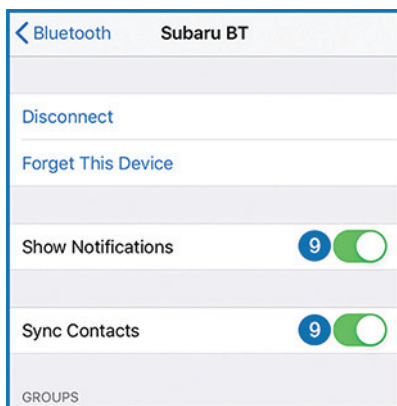 Bluetooth Subaru BT
Disconnect
Forget This Device
Show Notifications 9
Sync Contacts 9
GROUPS